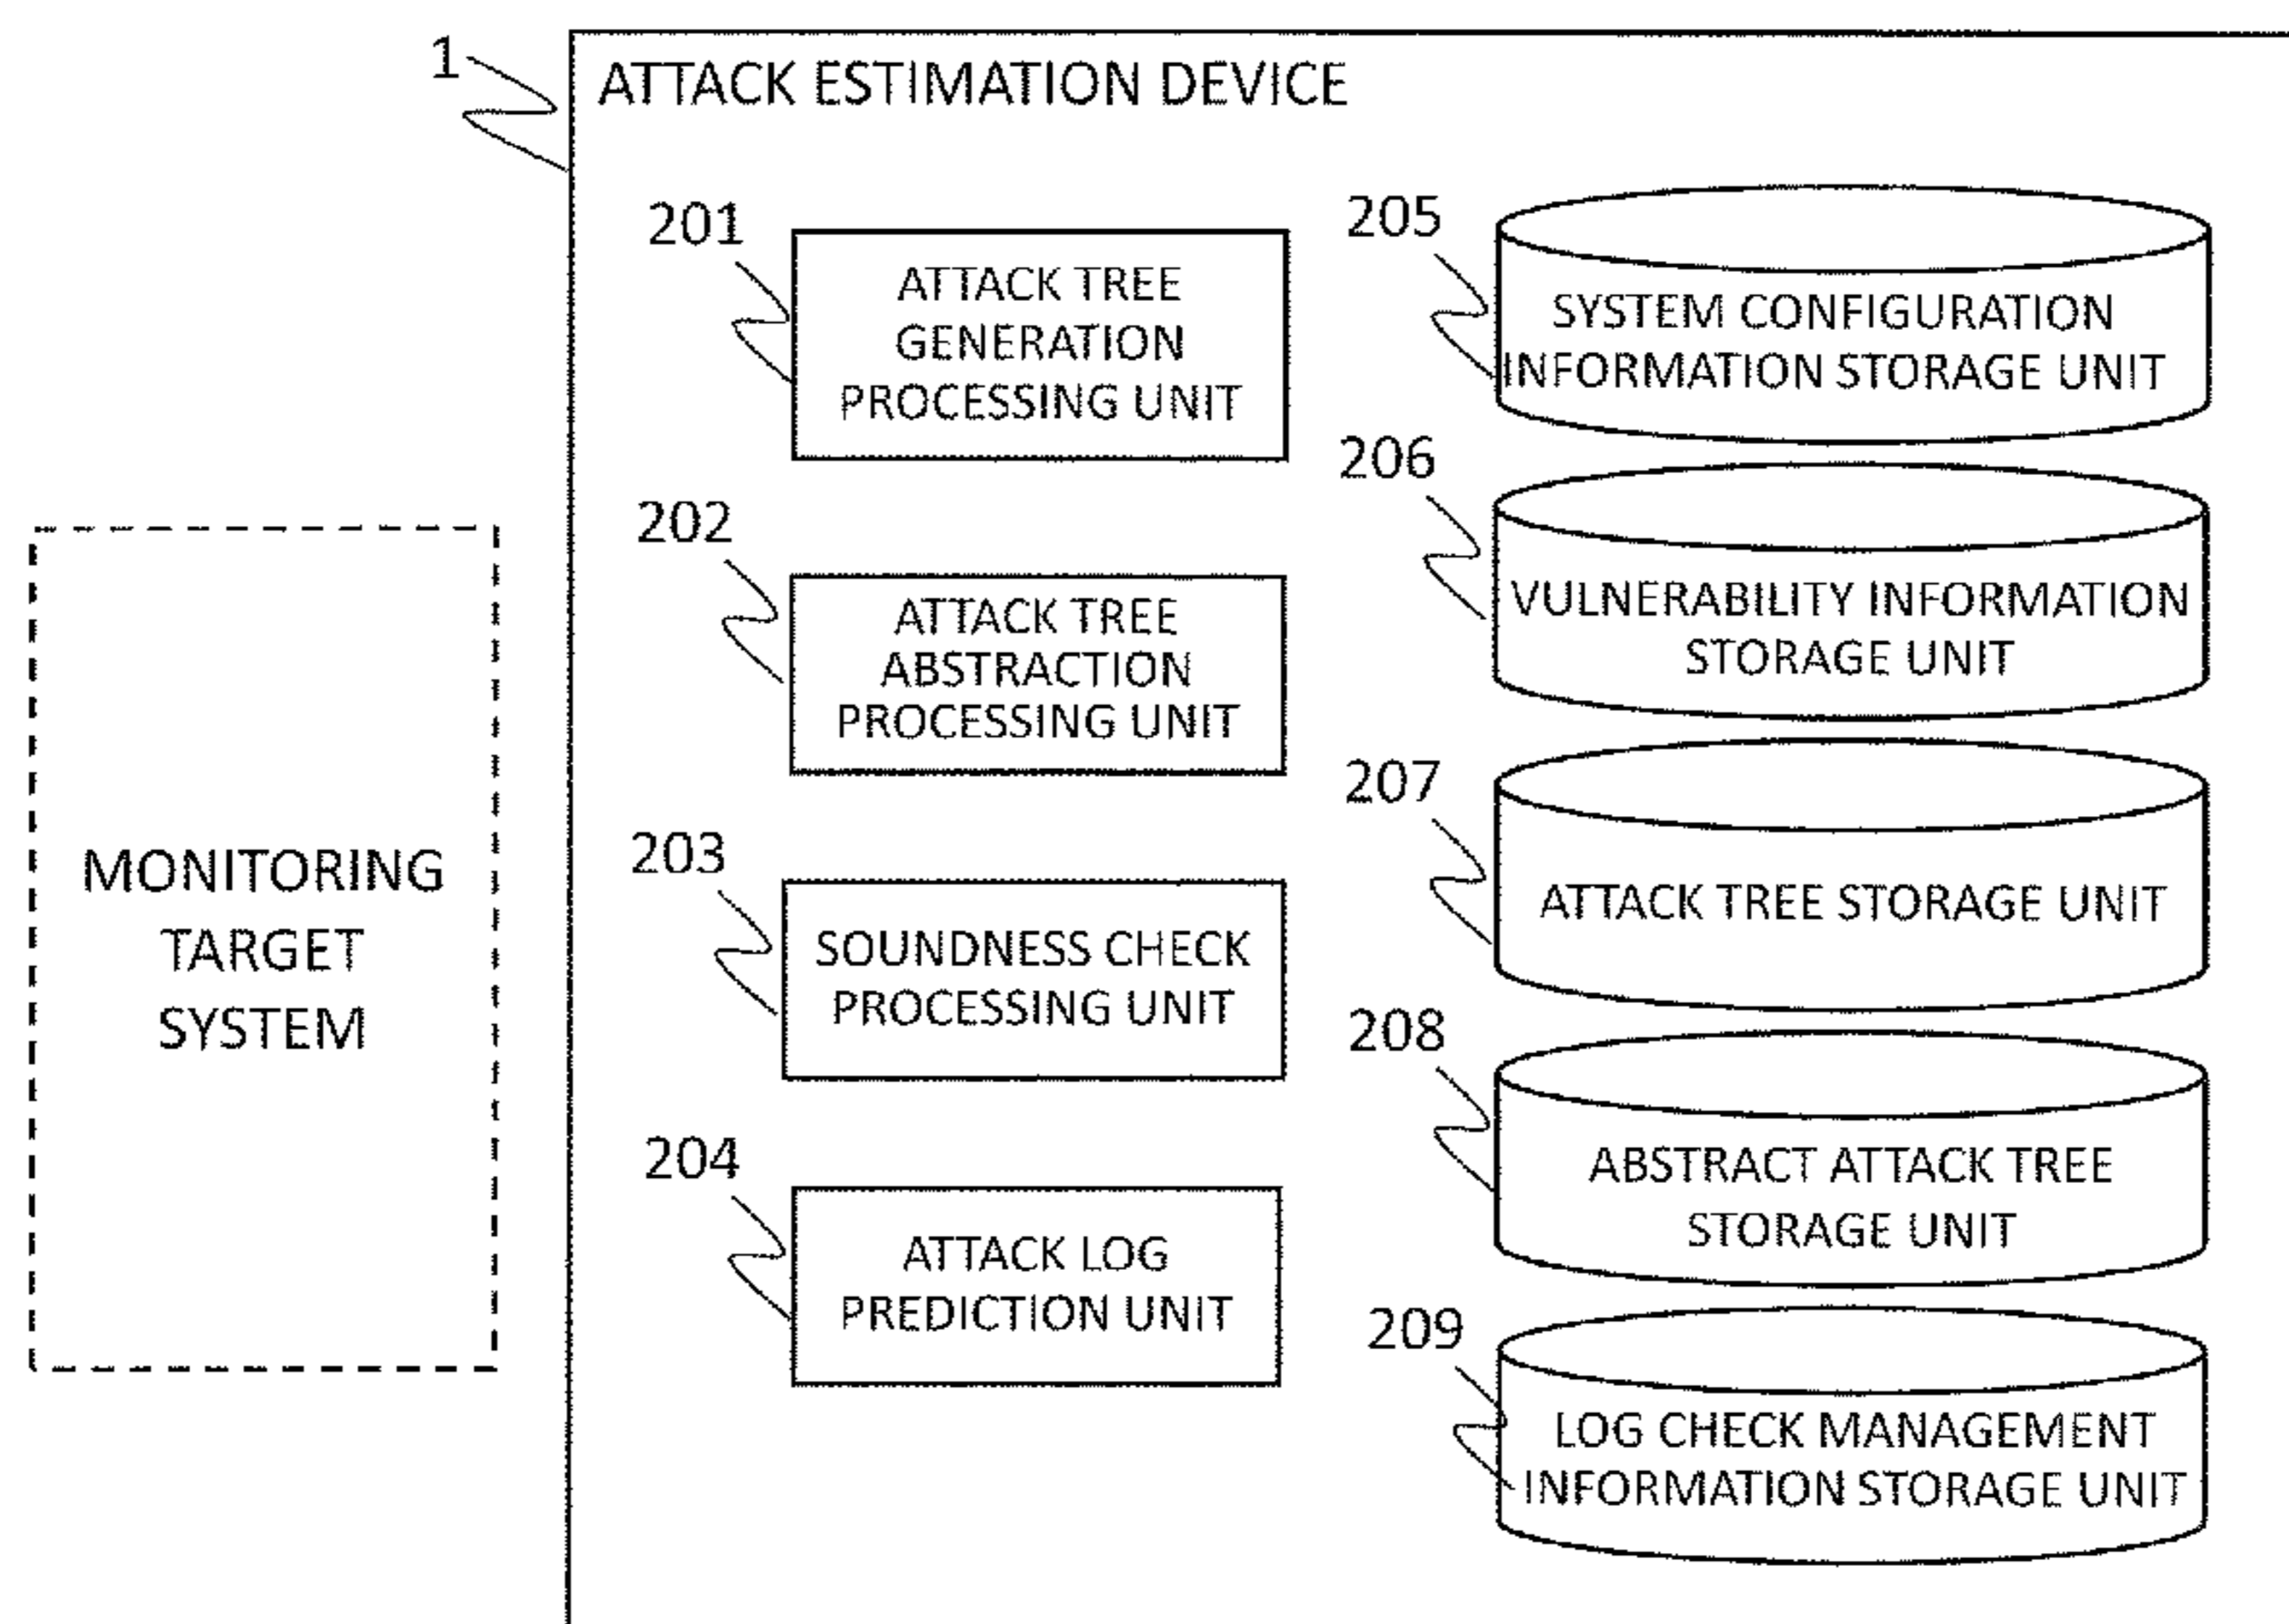 1
ATTACK ESTIMATION DEVICE
201
ATTACK TREE
GENERATION
PROCESSING UNIT
202
ATTACK TREE
ABSTRACTION
PROCESSING UNIT
203
SOUNDNESS CHECK
PROCESSING UNIT
204
ATTACK LOG
PREDICTION UNIT
205
SYSTEM CONFIGURATION
INFORMATION STORAGE UNIT
206
VULNERABILITY INFORMATION
STORAGE UNIT
207
ATTACK TREE STORAGE UNIT
208
ABSTRACT ATTACK TREE
STORAGE UNIT
209
LOG CHECK MANAGEMENT
INFORMATION STORAGE UNIT
MONITORING
TARGET
SYSTEM